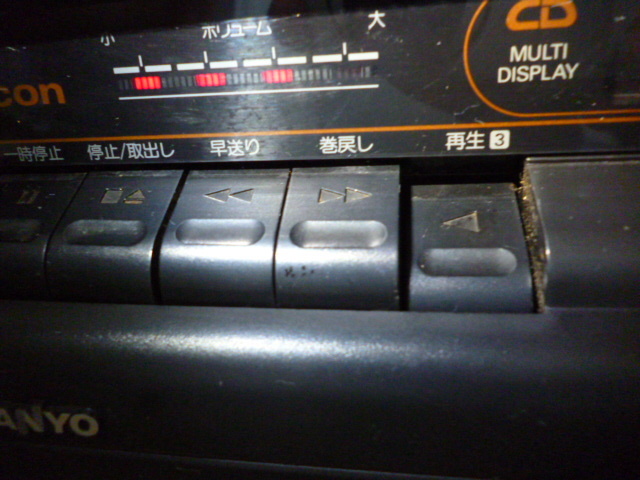 小 ボリューム 大
CD
MULTI
DISPLAY
con
一時停止 停止/取出し 早送り 巻戻し 再生 3
ANYO